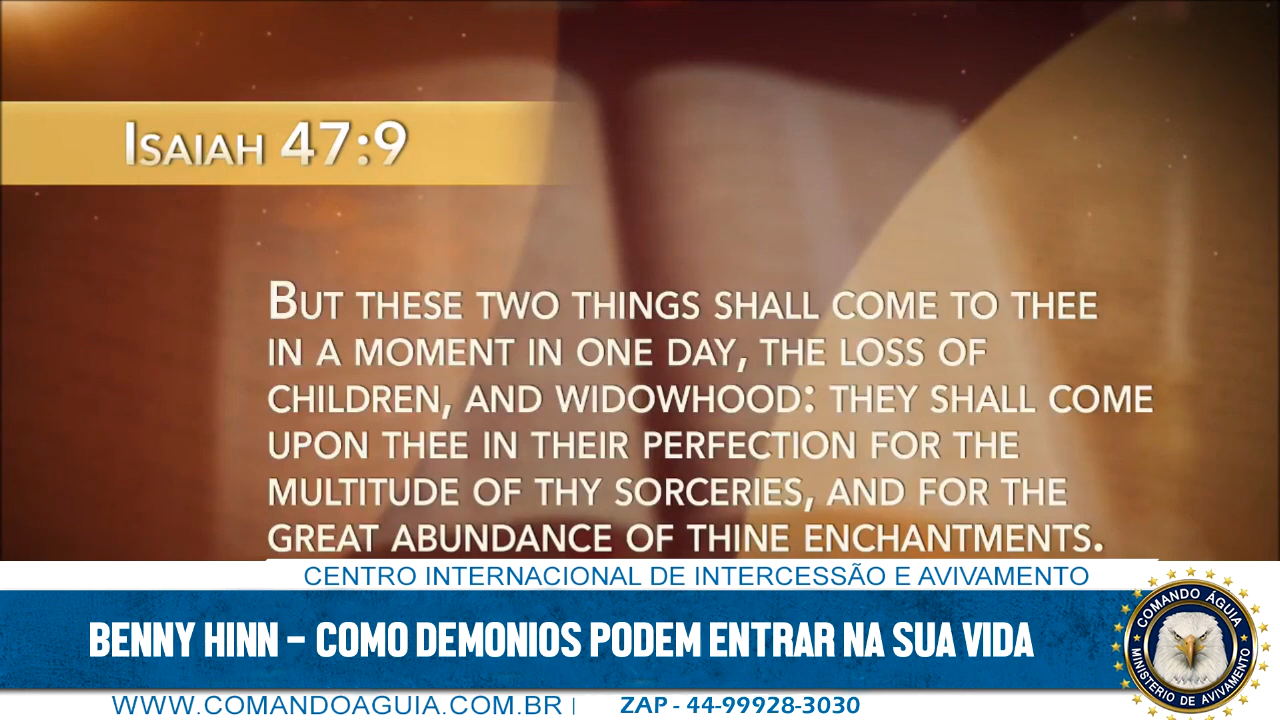 Isaiah 47:9
But these two things shall come to thee
in a moment in one day, the loss of
children, and widowhood: they shall come
upon thee in their perfection for the
multitude of thy sorceries, and for the
great abundance of thine enchantments.
CENTRO INTERNACIONAL DE INTERCESSÃO E AVIVAMENTO
BENNY HINN – COMO DEMONIOS PODEM ENTRAR NA SUA VIDA
WWW.COMANDOAGUIA.COM.BR | ZAP - 44-99928-3030
COMANDO ÁGUIA
MINISTÉRIO DE AVIVAMENTO